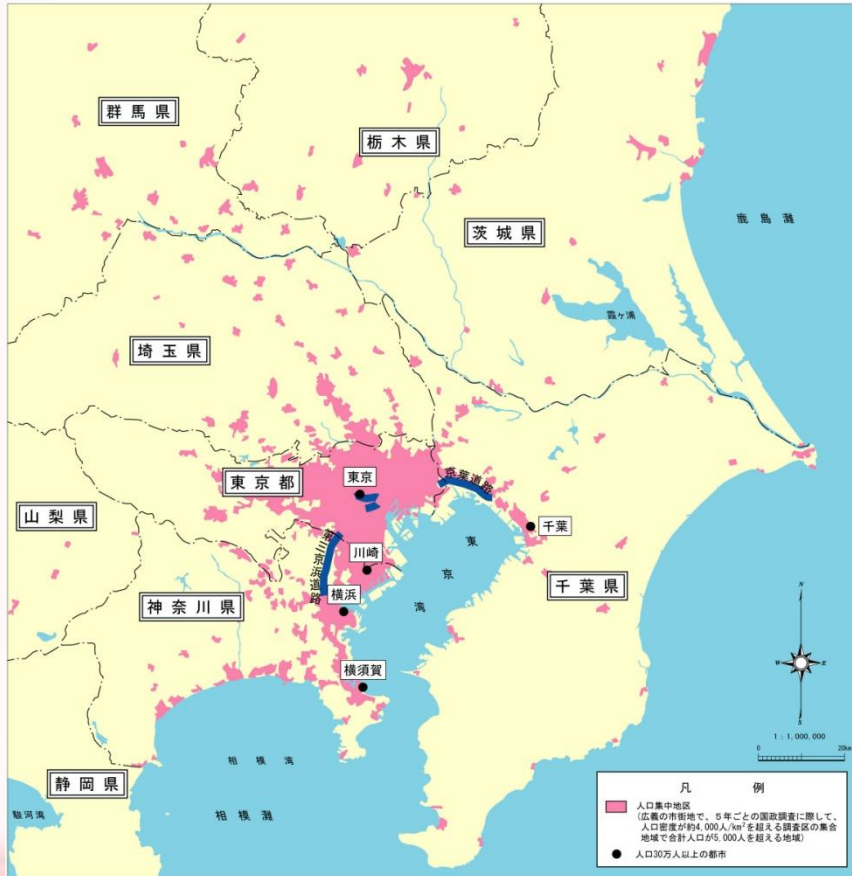 群馬県
栃木県
茨城県
鹿島灘
霞ヶ浦
埼玉県
東京都
東京
京葉道路
山梨県
千葉
第三京浜道路
川崎
東京湾
千葉県
神奈川県
横浜
横須賀
N
W
E
S
1：1,000,000
0
20km
相模湾
静岡県
駿河湾
相模灘
凡例
人口集中地区
(広義の市街地で、５年ごとの国政調査に際して、
人口密度が約4,000人/km²を超える調査区の集合
地域で合計人口が5,000人を超える地域)
人口30万人以上の都市